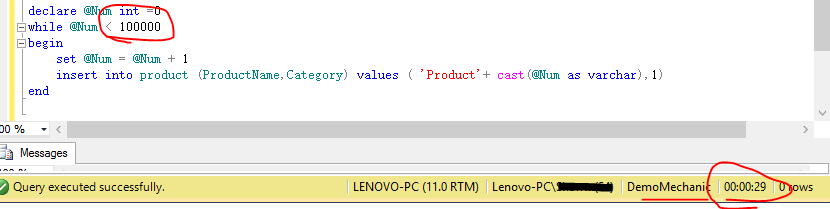 declare @Num int =0
while @Num < 100000
begin
set @Num = @Num + 1
insert into product (ProductName,Category) values ( 'Product'+ cast(@Num as varchar),1)
end
00 %
Messages
Query executed successfully. LENOVO-PC (11.0 RTM) Lenovo-PC\ DemoMechanic 00:00:29 0 rows